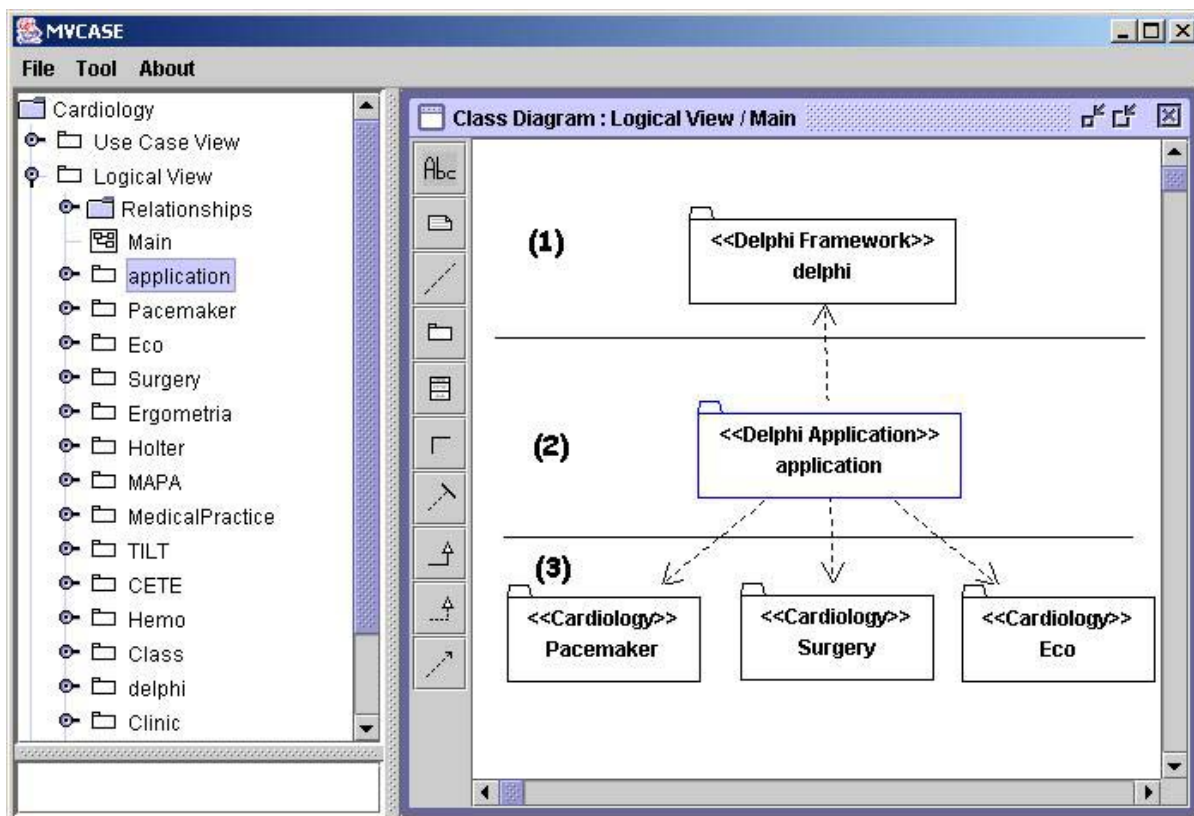 MVCASE
File Tool About
Cardiology
Use Case View
Logical View
Relationships
Main
application
Pacemaker
Eco
Surgery
Ergometria
Holter
MAPA
MedicalPractice
TILT
CETE
Hemo
Class
delphi
Clinic
Class Diagram : Logical View / Main
Abc
(1)
<<Delphi Framework>>
delphi
(2)
<<Delphi Application>>
application
(3)
<<Cardiology>>
Pacemaker
<<Cardiology>>
Surgery
<<Cardiology>>
Eco